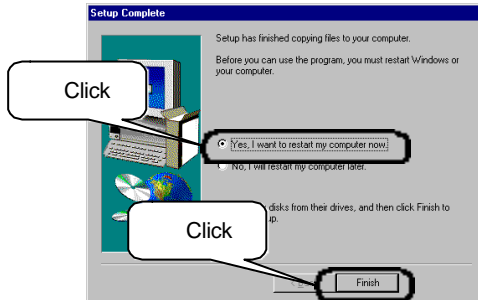 Setup Complete
Setup has finished copying files to your computer.
Before you can use the program, you must restart Windows or
your computer.
Click
Yes, I want to restart my computer now.
No, I will restart my computer later.
disks from their drives, and then click Finish to
up.
Click
Finish